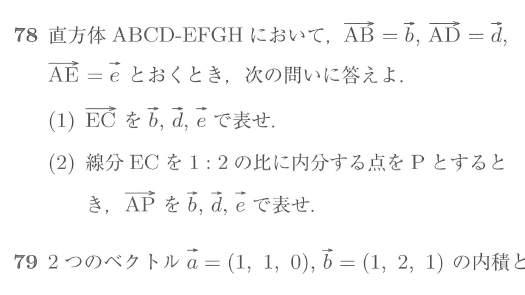 78 直方体 ABCD-EFGH において, $\overrightarrow{AB} = \vec{b}$, $\overrightarrow{AD} = \vec{d}$,
$\overrightarrow{AE} = \vec{e}$ とおくとき, 次の問いに答えよ.
(1) $\overrightarrow{EC}$ を $\vec{b}$, $\vec{d}$, $\vec{e}$ で表せ.
(2) 線分 EC を 1 : 2 の比に内分する点を P とすると
き, $\overrightarrow{AP}$ を $\vec{b}$, $\vec{d}$, $\vec{e}$ で表せ.
79 2 つのベクトル $\vec{a} = (1, 1, 0)$, $\vec{b} = (1, 2, 1)$ の内積と